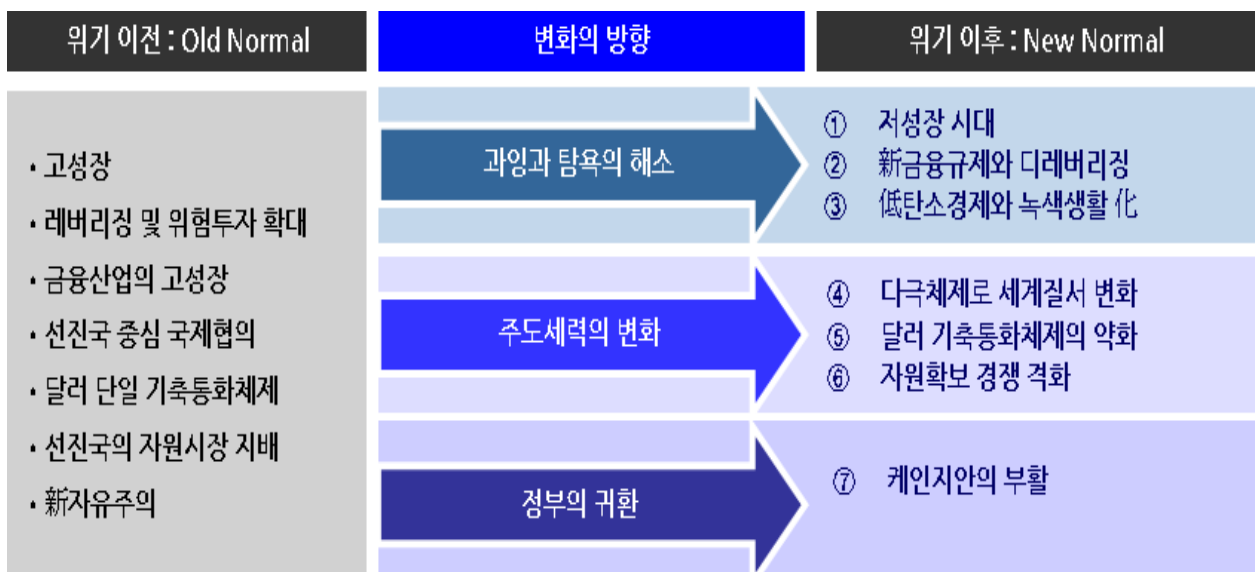 위기 이전 : Old Normal
변화의 방향
위기 이후 : New Normal
• 고성장
• 레버리징 및 위험투자 확대
• 금융산업의 고성장
• 선진국 중심 국제협의
• 달러 단일 기축통화체제
• 선진국의 자원시장 지배
• 新자유주의
과잉과 탐욕의 해소
① 저성장 시대
② 新금융규제와 디레버리징
③ 低탄소경제와 녹색생활 化
주도세력의 변화
④ 다극체제로 세계질서 변화
⑤ 달러 기축통화체제의 약화
⑥ 자원확보 경쟁 격화
정부의 귀환
⑦ 케인지안의 부활